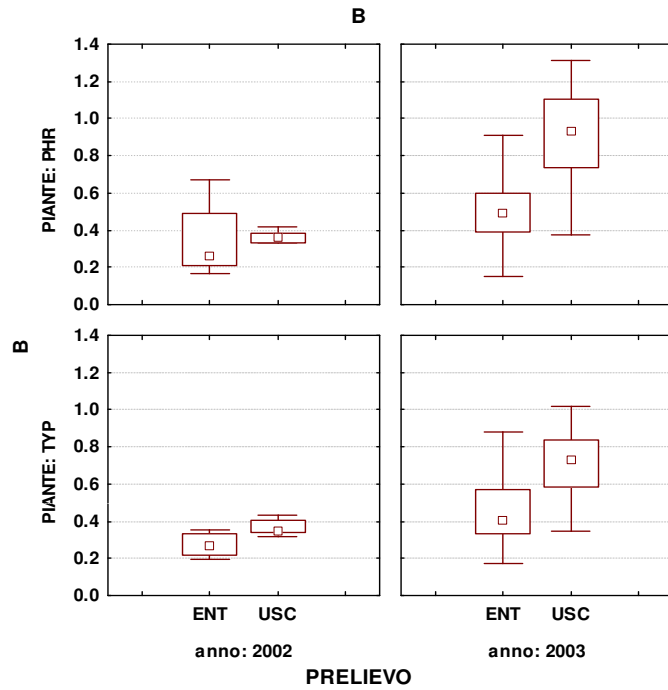 B
1.4
1.2
1.0
0.8
0.6
0.4
0.2
0.0
PIANTE: PHR
B
1.4
1.2
1.0
0.8
0.6
0.4
0.2
0.0
PIANTE: TYP
ENT USC
ENT USC
anno: 2002
anno: 2003
PRELIEVO